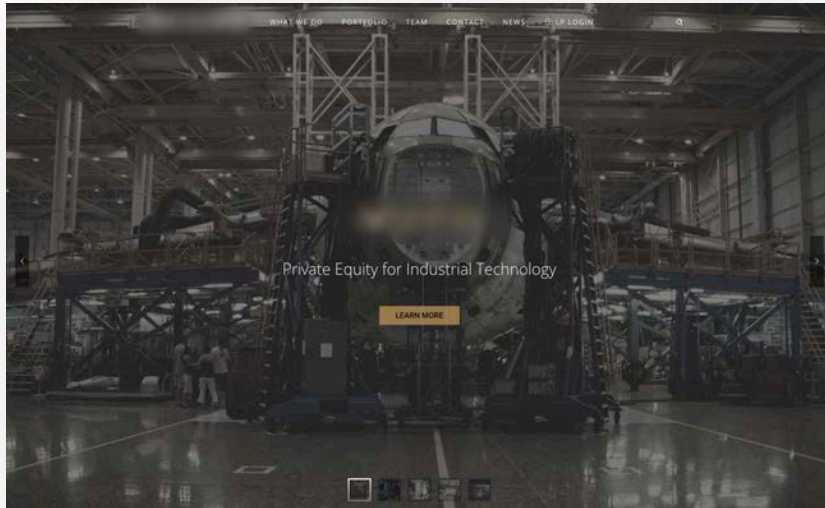 WHAT WE DO PORTFOLIO TEAM CONTACT NEWS LP LOGIN
Private Equity for Industrial Technology
LEARN MORE